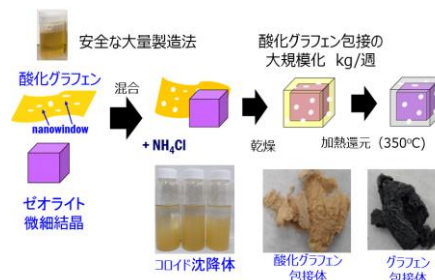 安全な大量製造法
酸化グラフェン包接の
大規模化 kg/週
酸化グラフェン
混合
nanowindow
+ NH₄Cl
乾燥
加熱還元 (350℃)
ゼオライト
微細結晶
コロイド沈降体
酸化グラフェン
包接体
グラフェン
包接体